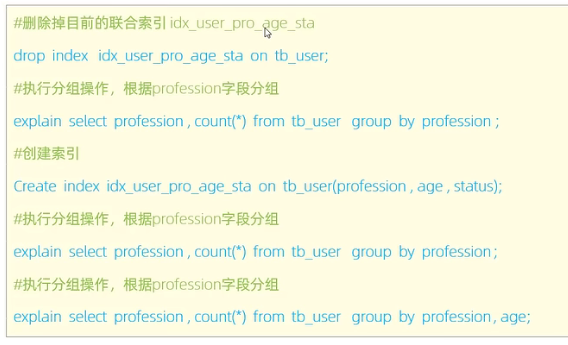 #删除掉目前的联合索引 idx_user_pro_age_sta
drop index idx_user_pro_age_sta on tb_user;
#执行分组操作，根据profession字段分组
explain select profession , count(*) from tb_user group by profession ;
#创建索引
Create index idx_user_pro_age_sta on tb_user(profession , age , status);
#执行分组操作，根据profession字段分组
explain select profession , count(*) from tb_user group by profession ;
#执行分组操作，根据profession字段分组
explain select profession , count(*) from tb_user group by profession, age;